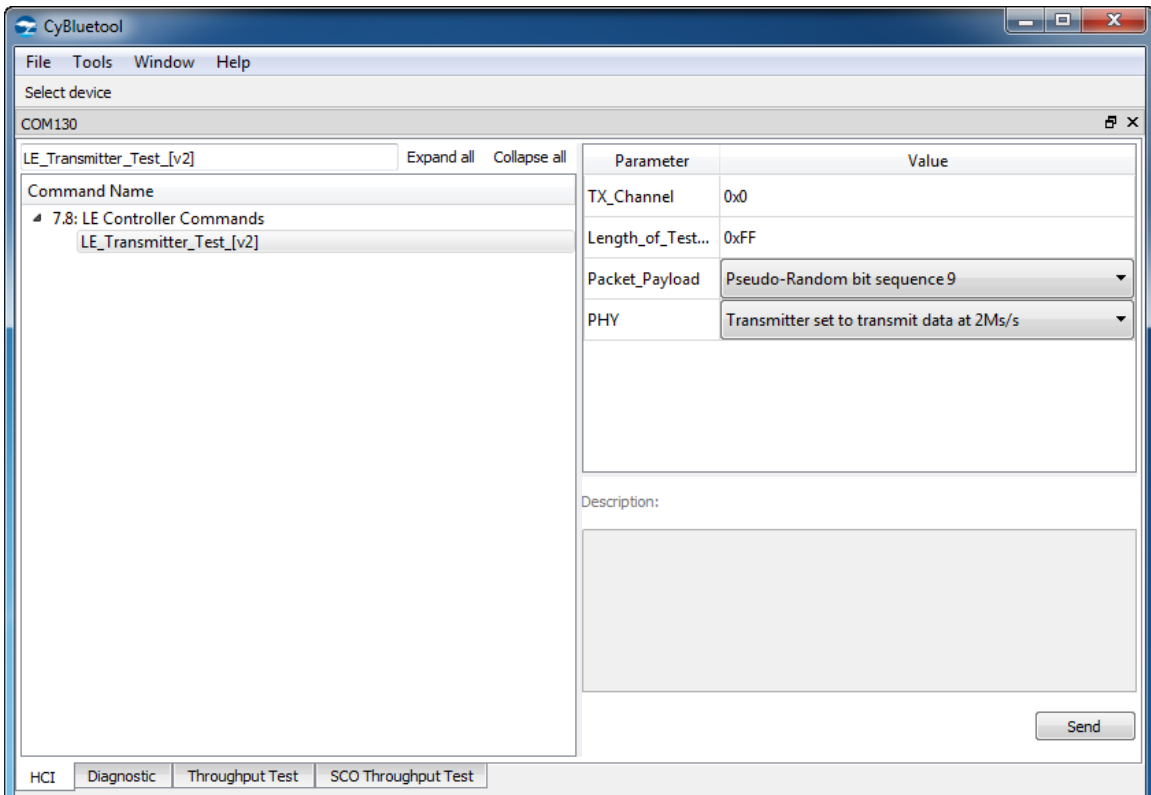 CyBluetool
File Tools Window Help
Select device
COM130
LE_Transmitter_Test_[v2] Expand all Collapse all
Command Name
7.8: LE Controller Commands
LE_Transmitter_Test_[v2]
Parameter Value
TX_Channel 0x0
Length_of_Test... 0xFF
Packet_Payload Pseudo-Random bit sequence 9
PHY Transmitter set to transmit data at 2Ms/s
Description:
Send
HCI Diagnostic Throughput Test SCO Throughput Test